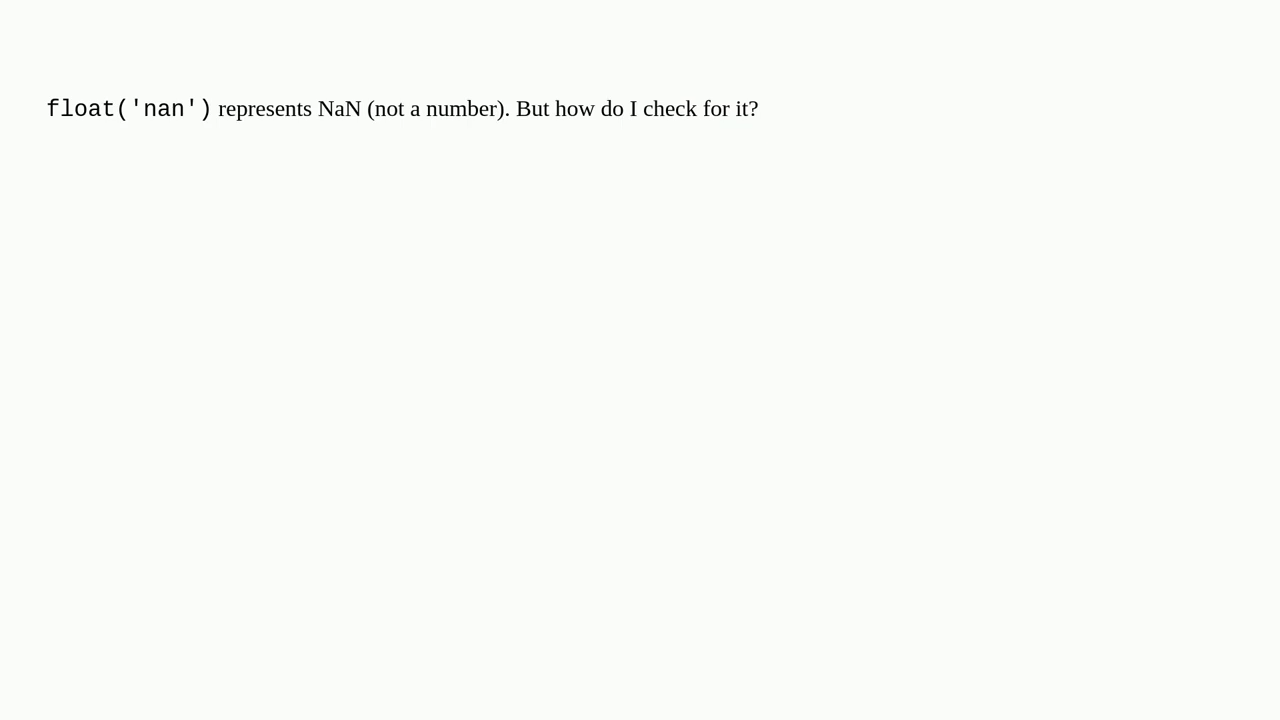 float('nan') represents NaN (not a number). But how do I check for it?